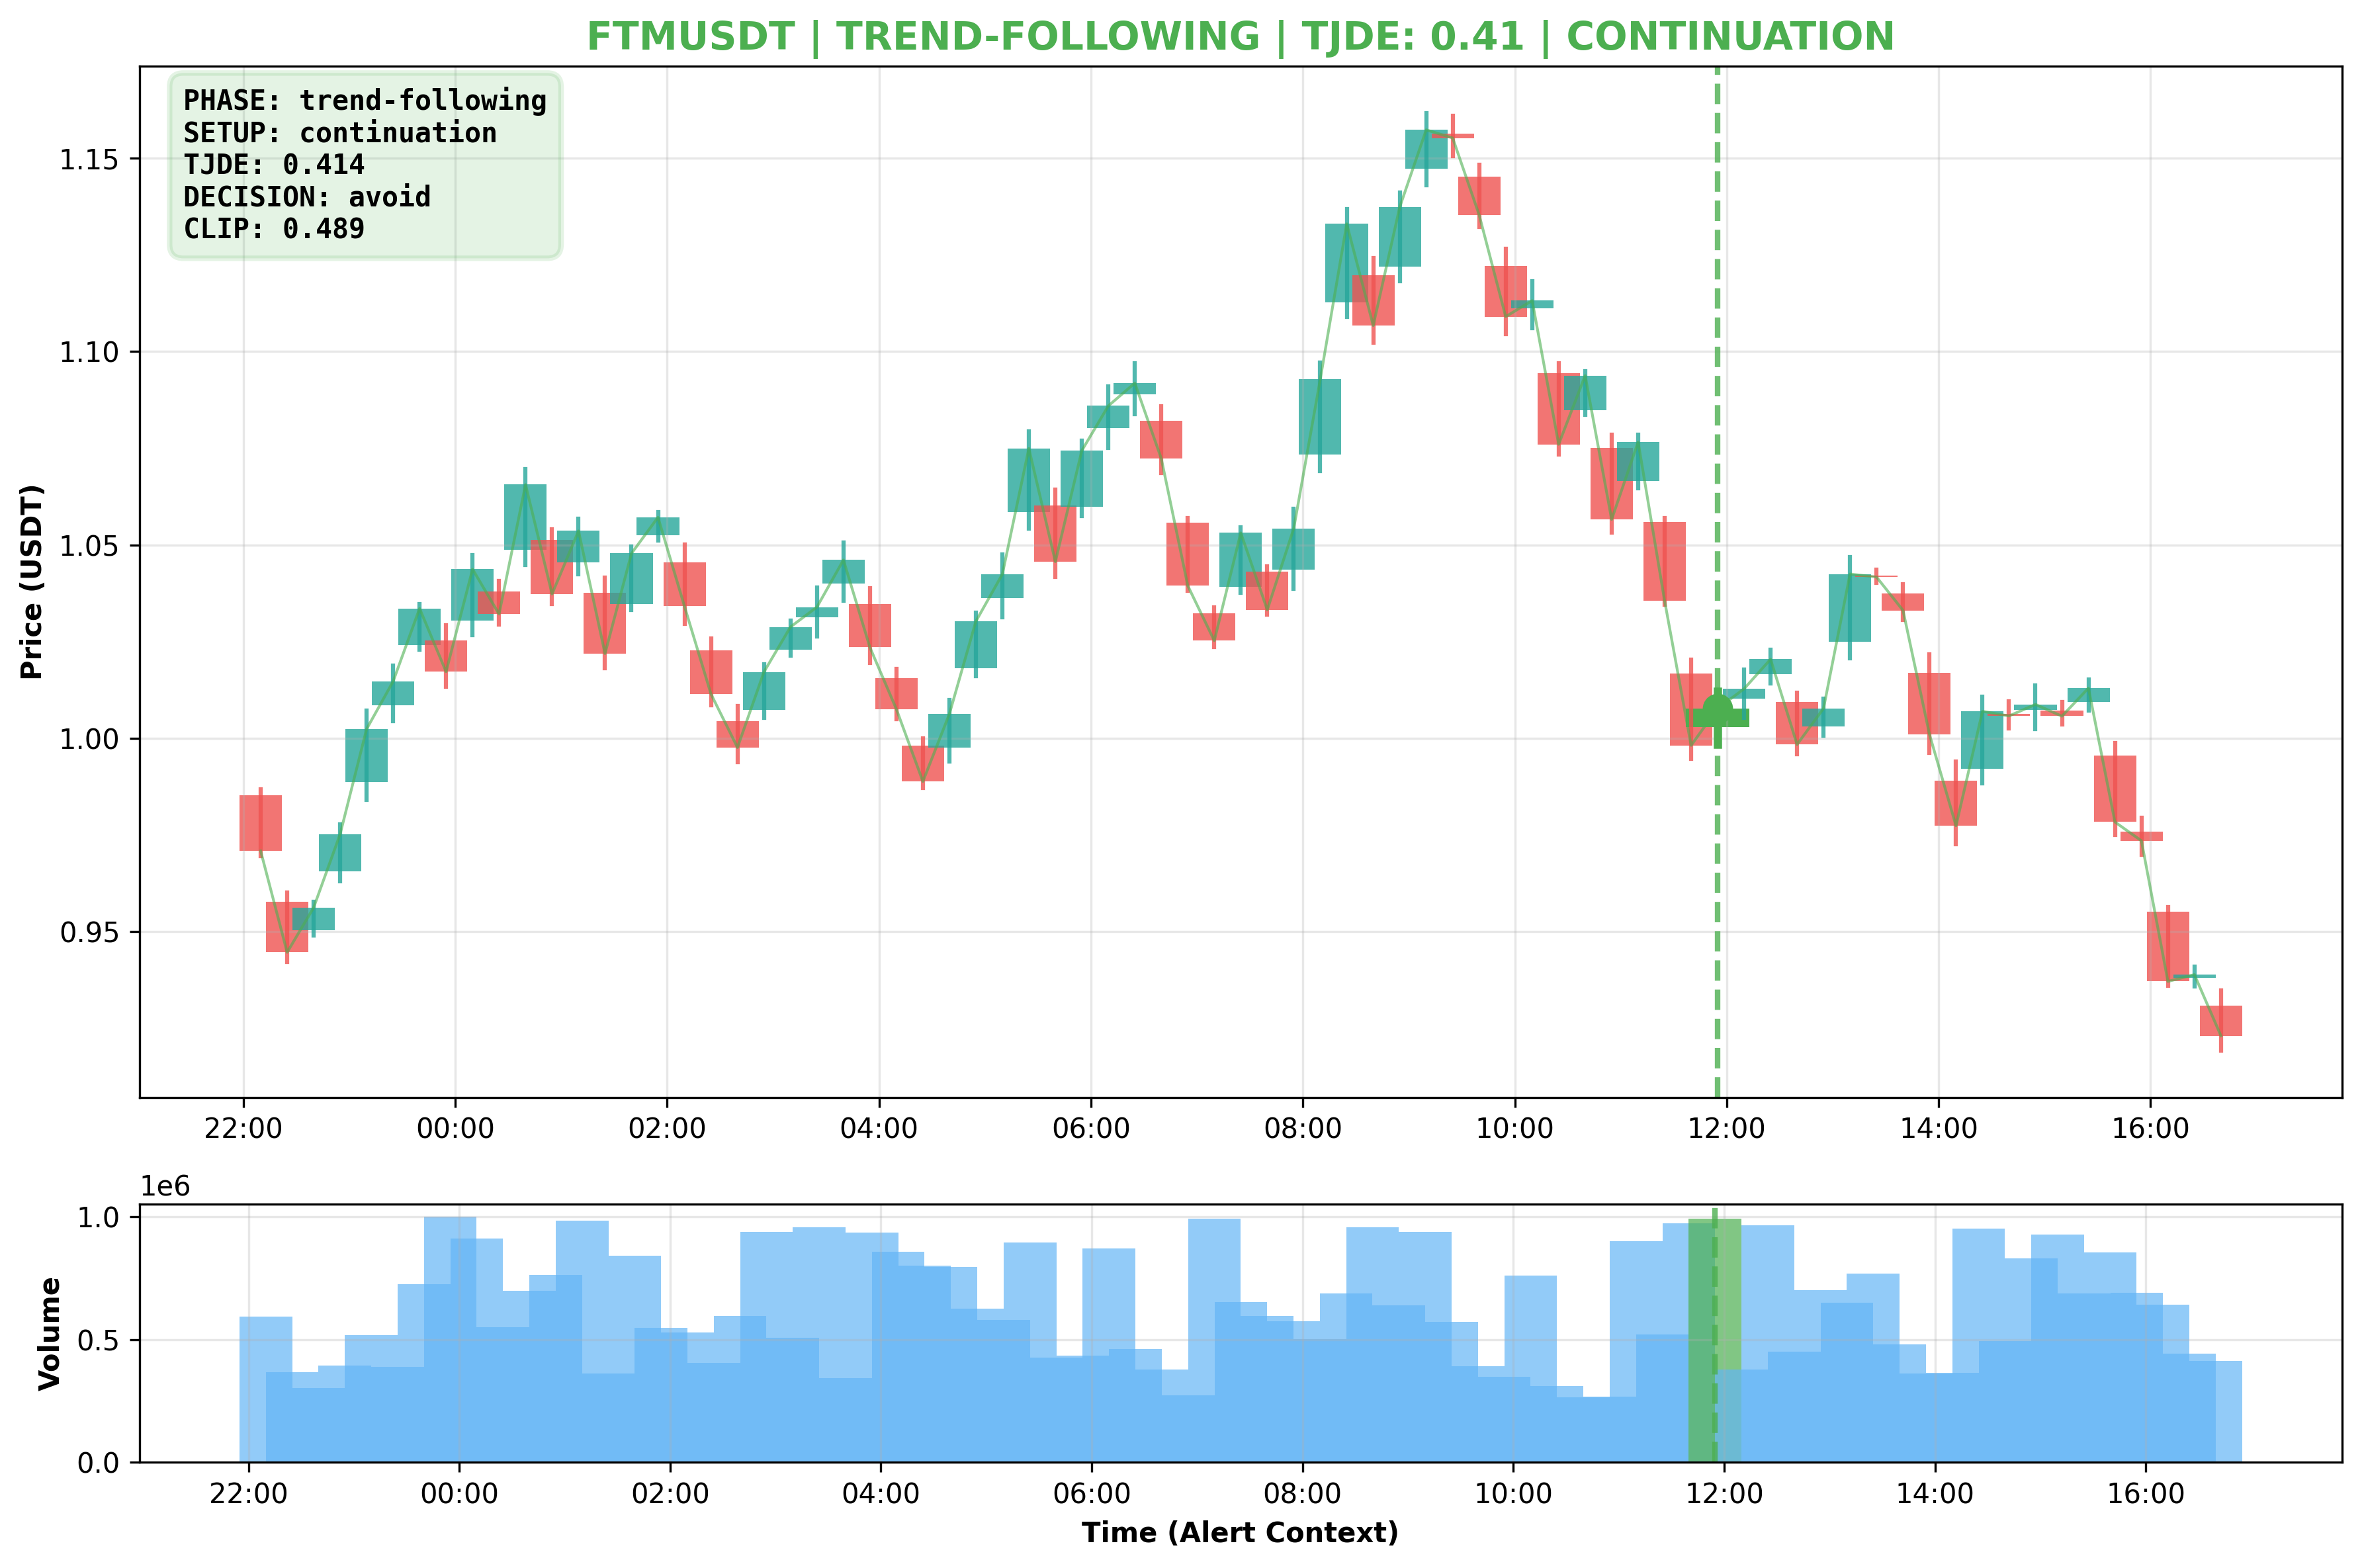 FTMUSDT | TREND-FOLLOWING | TJDE: 0.41 | CONTINUATION
PHASE: trend-following
SETUP: continuation
TJDE: 0.414
DECISION: avoid
CLIP: 0.489
Price (USDT)
1.15
1.10
1.05
1.00
0.95
22:00 00:00 02:00 04:00 06:00 08:00 10:00 12:00 14:00 16:00
1e6
Volume
1.0
0.5
0.0
22:00 00:00 02:00 04:00 06:00 08:00 10:00 12:00 14:00 16:00
Time (Alert Context)